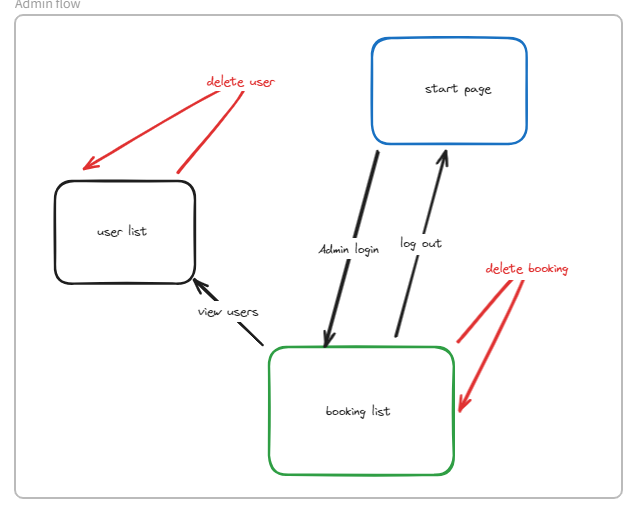 Admin flow
delete user
start page
user list
Admin login
log out
delete booking
view users
booking list